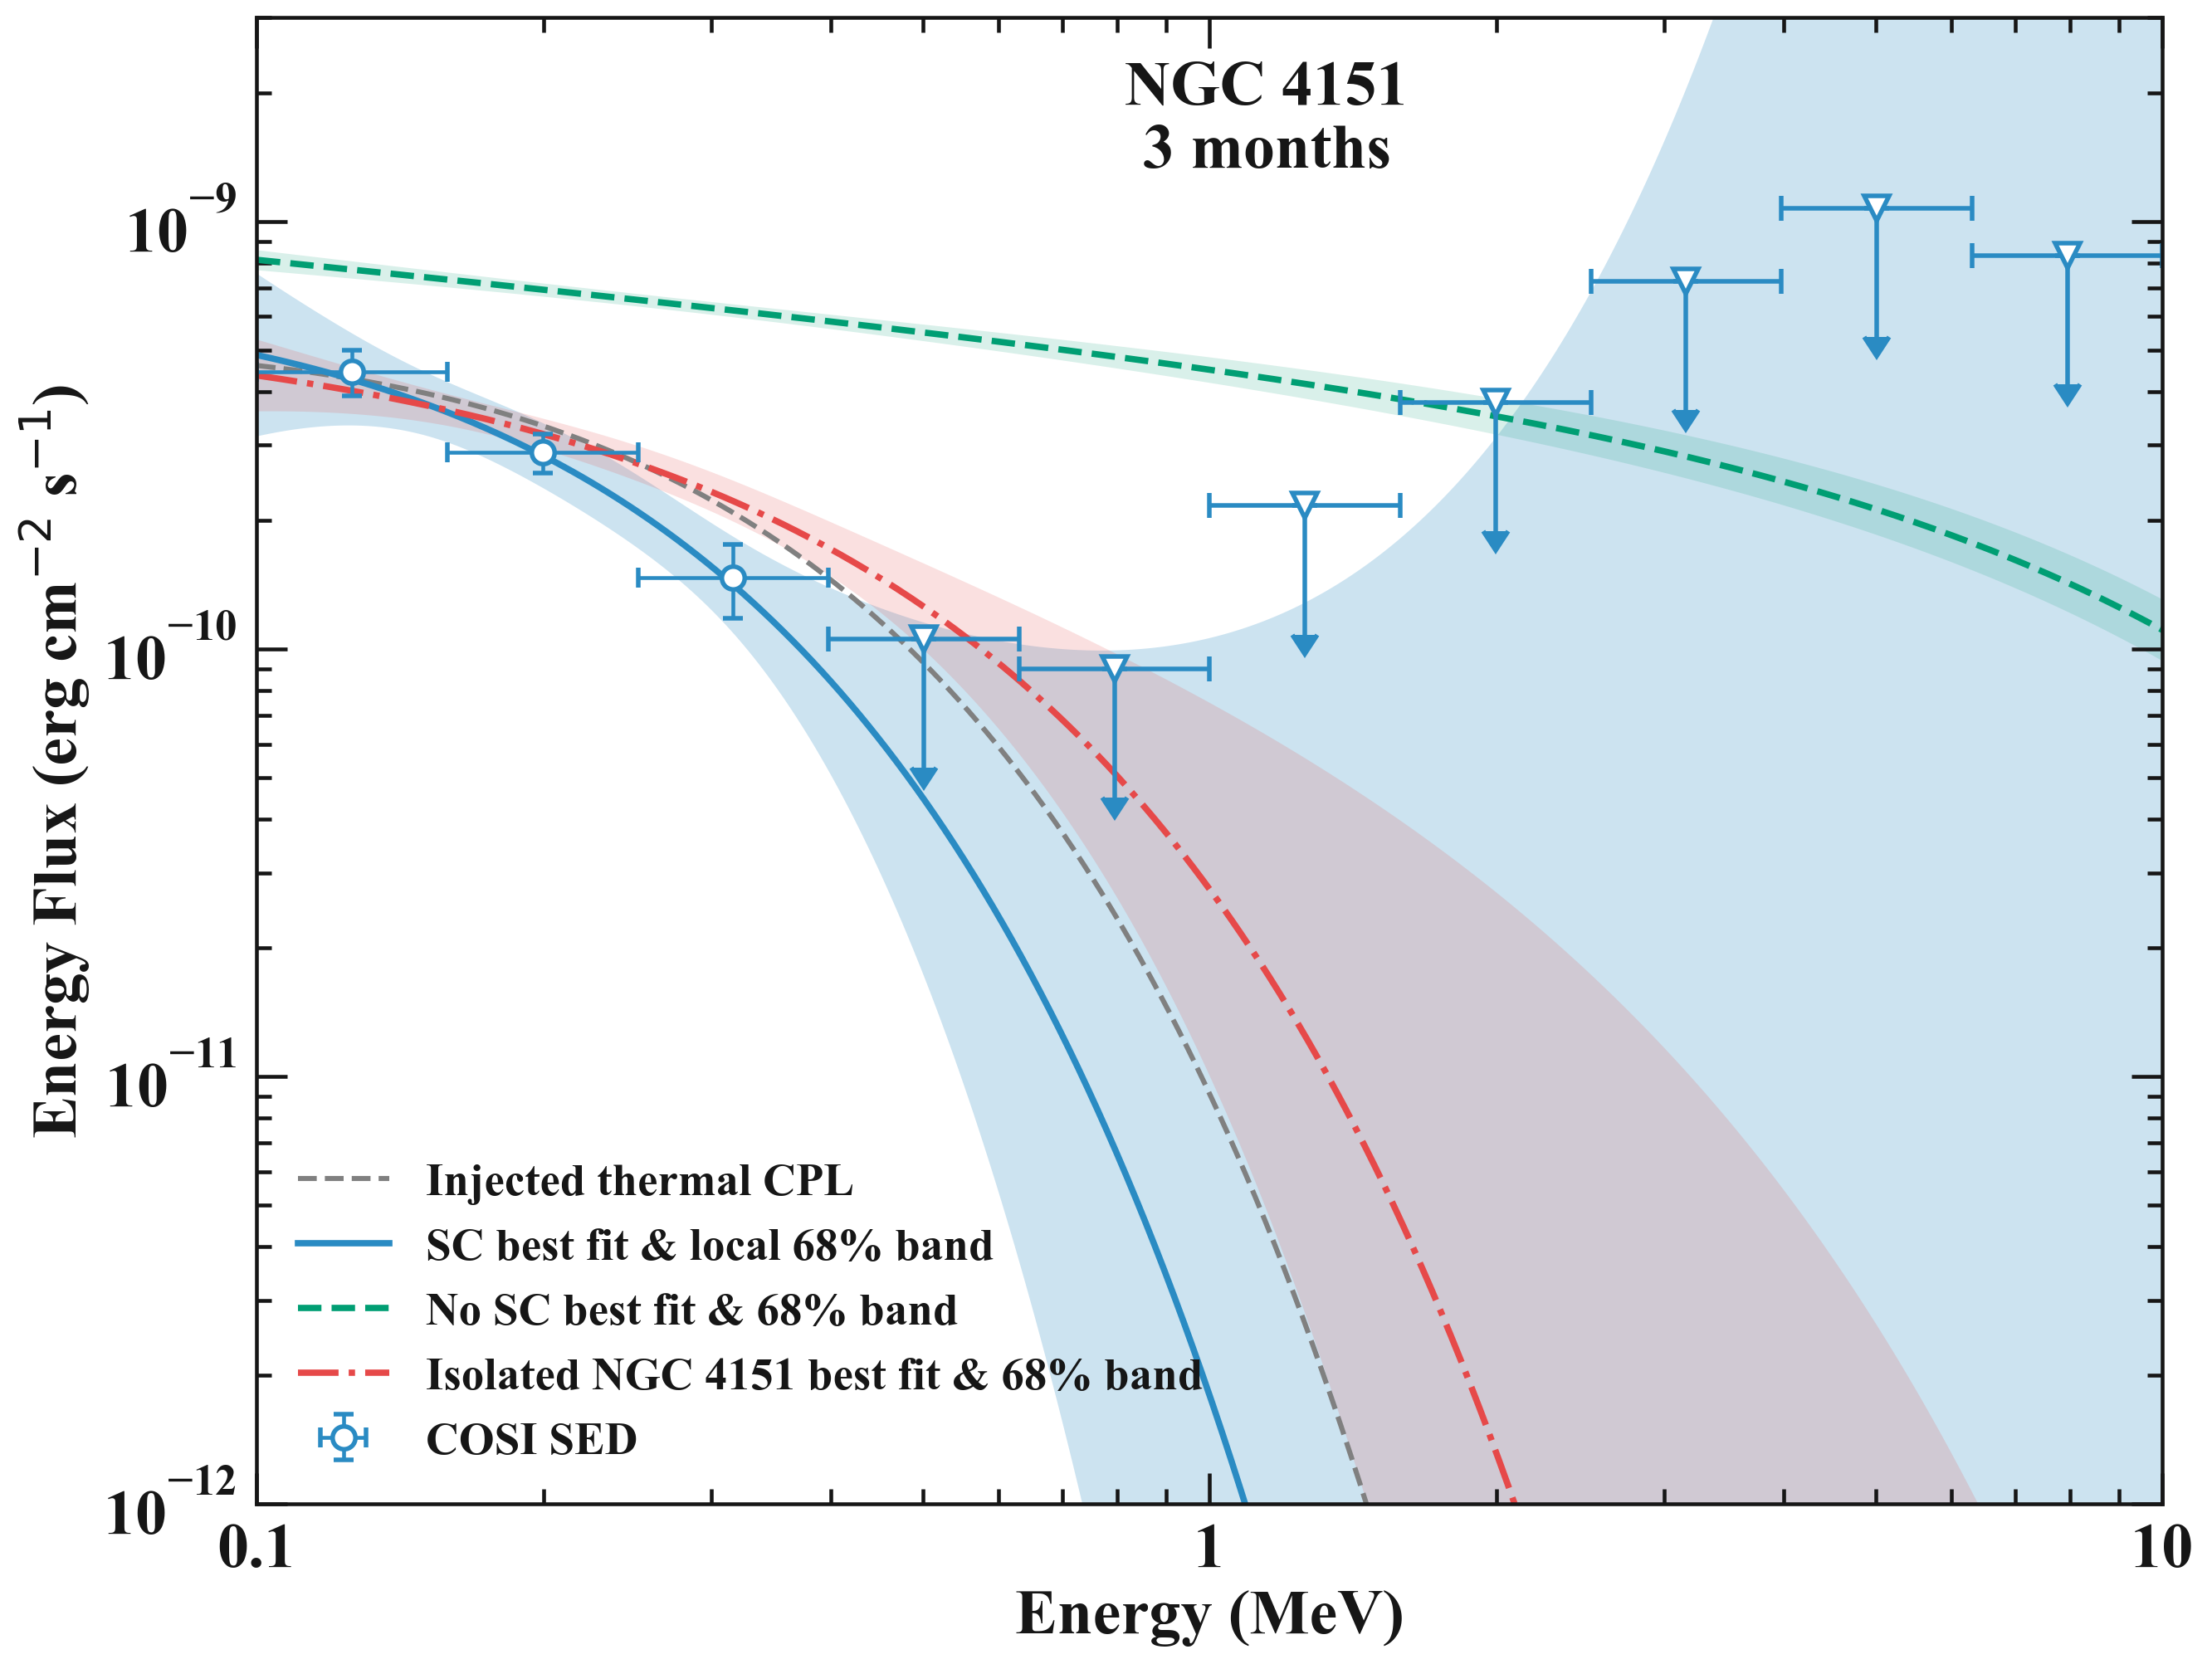 NGC 4151
3 months
Energy Flux (erg cm⁻² s⁻¹)
10⁻⁹
10⁻¹⁰
10⁻¹¹
10⁻¹²
Injected thermal CPL
SC best fit & local 68% band
No SC best fit & 68% band
Isolated NGC 4151 best fit & 68% band
COSI SED
0.1 1 10
Energy (MeV)